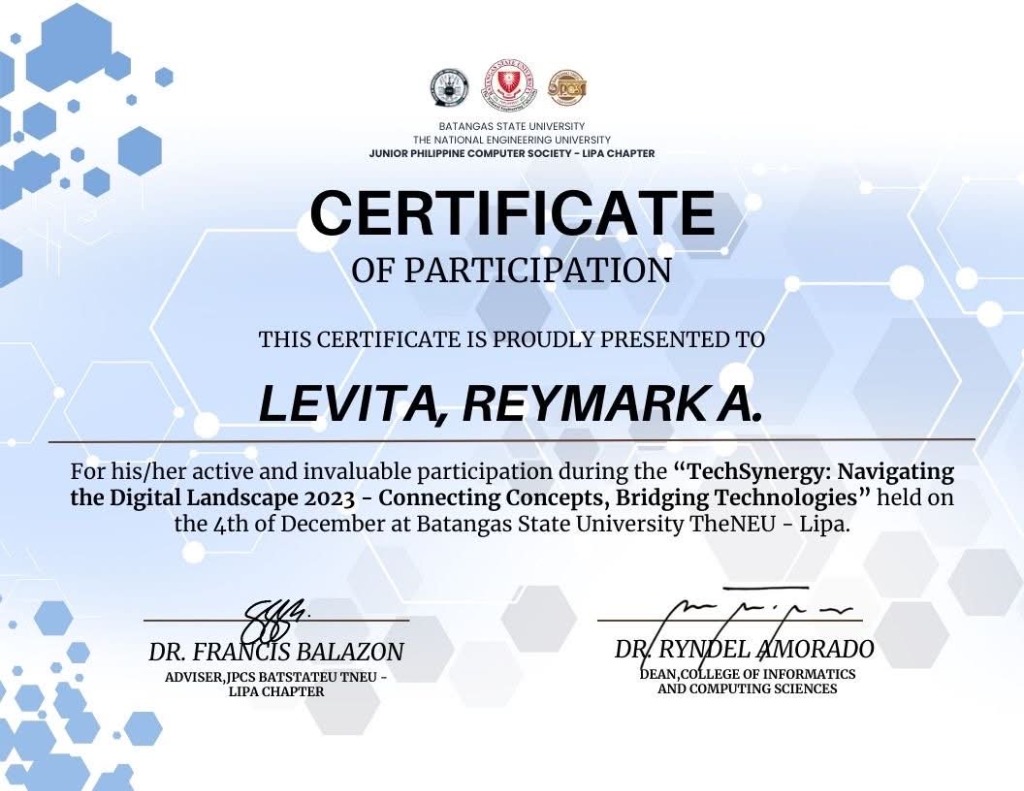 BATANGAS STATE UNIVERSITY
THE NATIONAL ENGINEERING UNIVERSITY
JUNIOR PHILIPPINE COMPUTER SOCIETY - LIPA CHAPTER
CERTIFICATE
OF PARTICIPATION
THIS CERTIFICATE IS PROUDLY PRESENTED TO
LEVITA, REYMARK A.
For his/her active and invaluable participation during the “TechSynergy: Navigating
the Digital Landscape 2023 - Connecting Concepts, Bridging Technologies” held on
the 4th of December at Batangas State University TheNEU - Lipa.
DR. FRANCIS BALAZON
ADVISER,JPCS BATSTATEU TNEU -
LIPA CHAPTER
DR. RYNDEL AMORADO
DEAN,COLLEGE OF INFORMATICS
AND COMPUTING SCIENCES